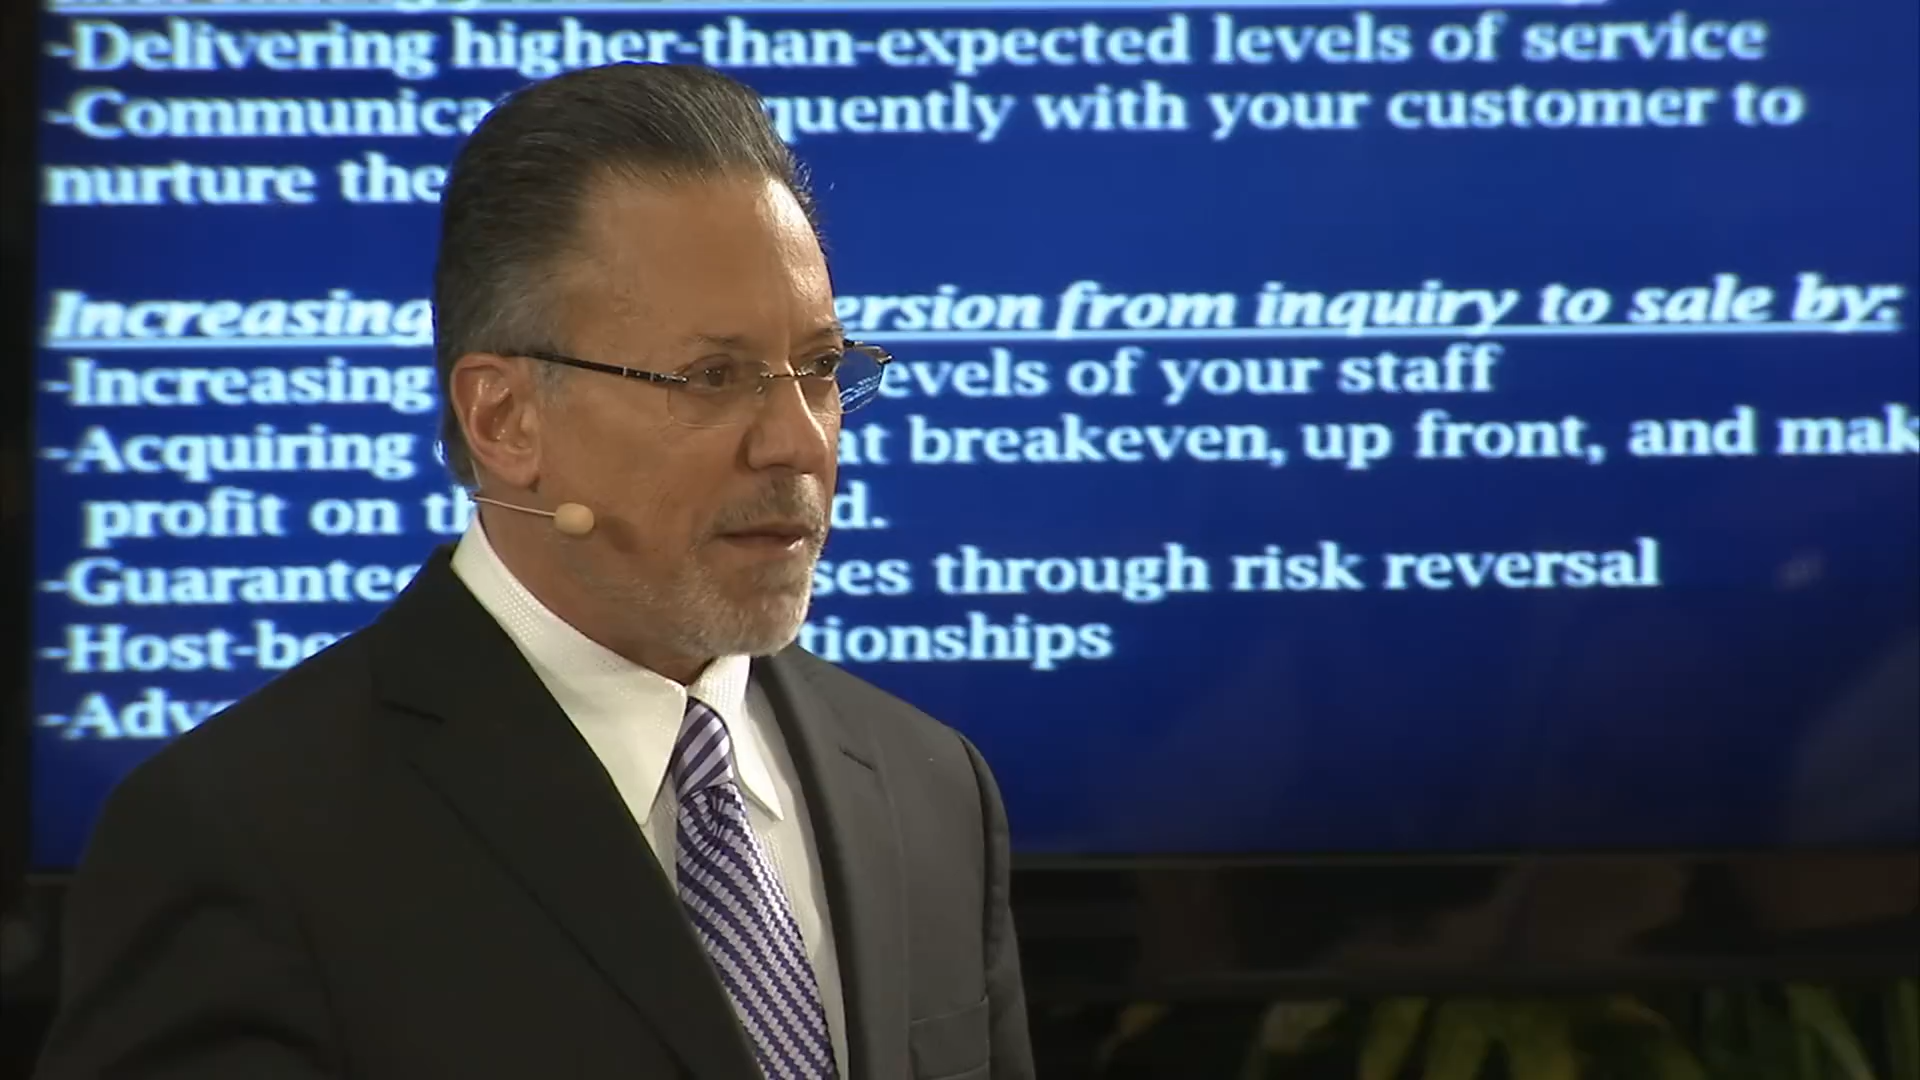 -Delivering higher-than-expected levels of service
-Communica quently with your customer to
nurture the
Increasing ersion from inquiry to sale by:
-Increasing evels of your staff
-Acquiring at breakeven, up front, and mak
profit on th d.
-Guarantee ses through risk reversal
-Host-be tionships
-Adv